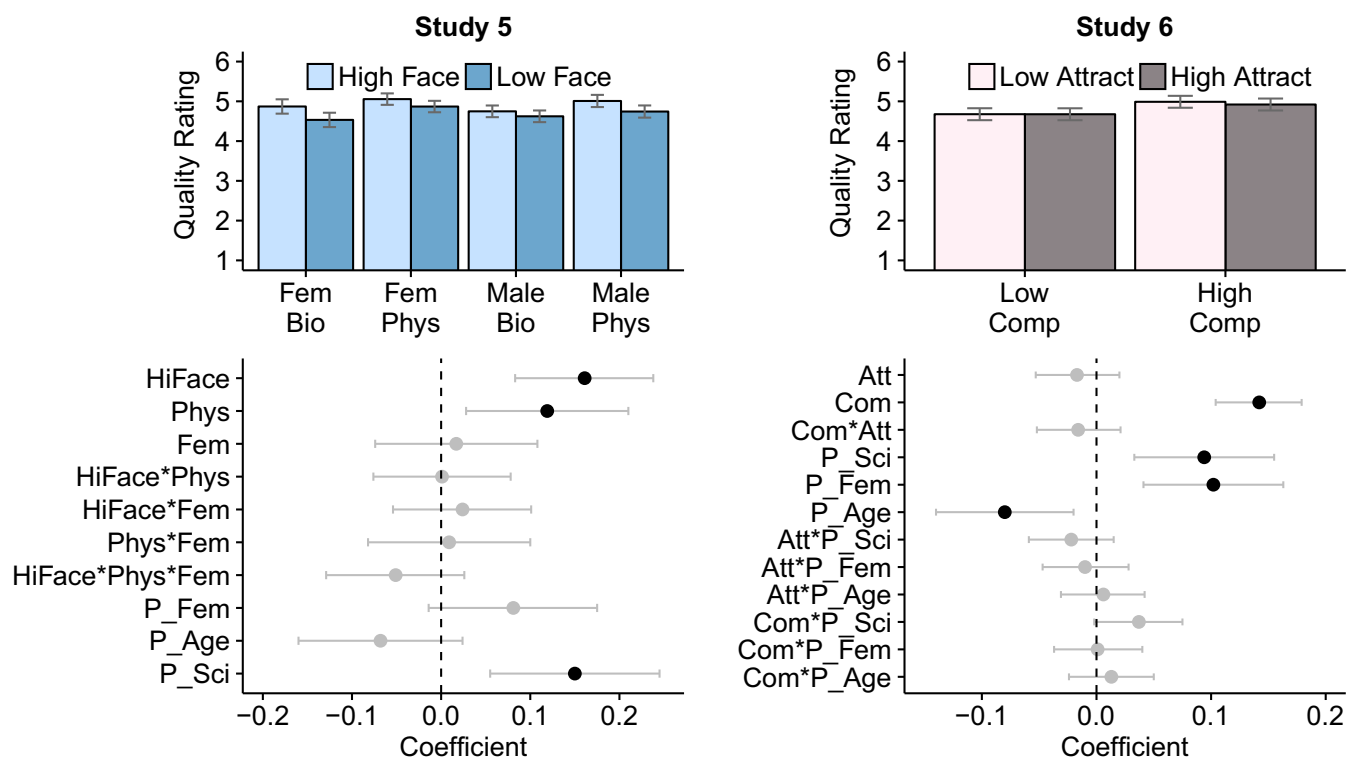 Study 5
6
5
4
3
2
1
Quality Rating
High Face
Low Face
Fem
Bio
Fem
Phys
Male
Bio
Male
Phys
HiFace
Phys
Fem
HiFace*Phys
HiFace*Fem
Phys*Fem
HiFace*Phys*Fem
P_Fem
P_Age
P_Sci
−0.2 −0.1 0.0 0.1 0.2
Coefficient
Study 6
6
5
4
3
2
1
Quality Rating
Low Attract
High Attract
Low
Comp
High
Comp
Att
Com
Com*Att
P_Sci
P_Fem
P_Age
Att*P_Sci
Att*P_Fem
Att*P_Age
Com*P_Sci
Com*P_Fem
Com*P_Age
−0.1 0.0 0.1 0.2
Coefficient